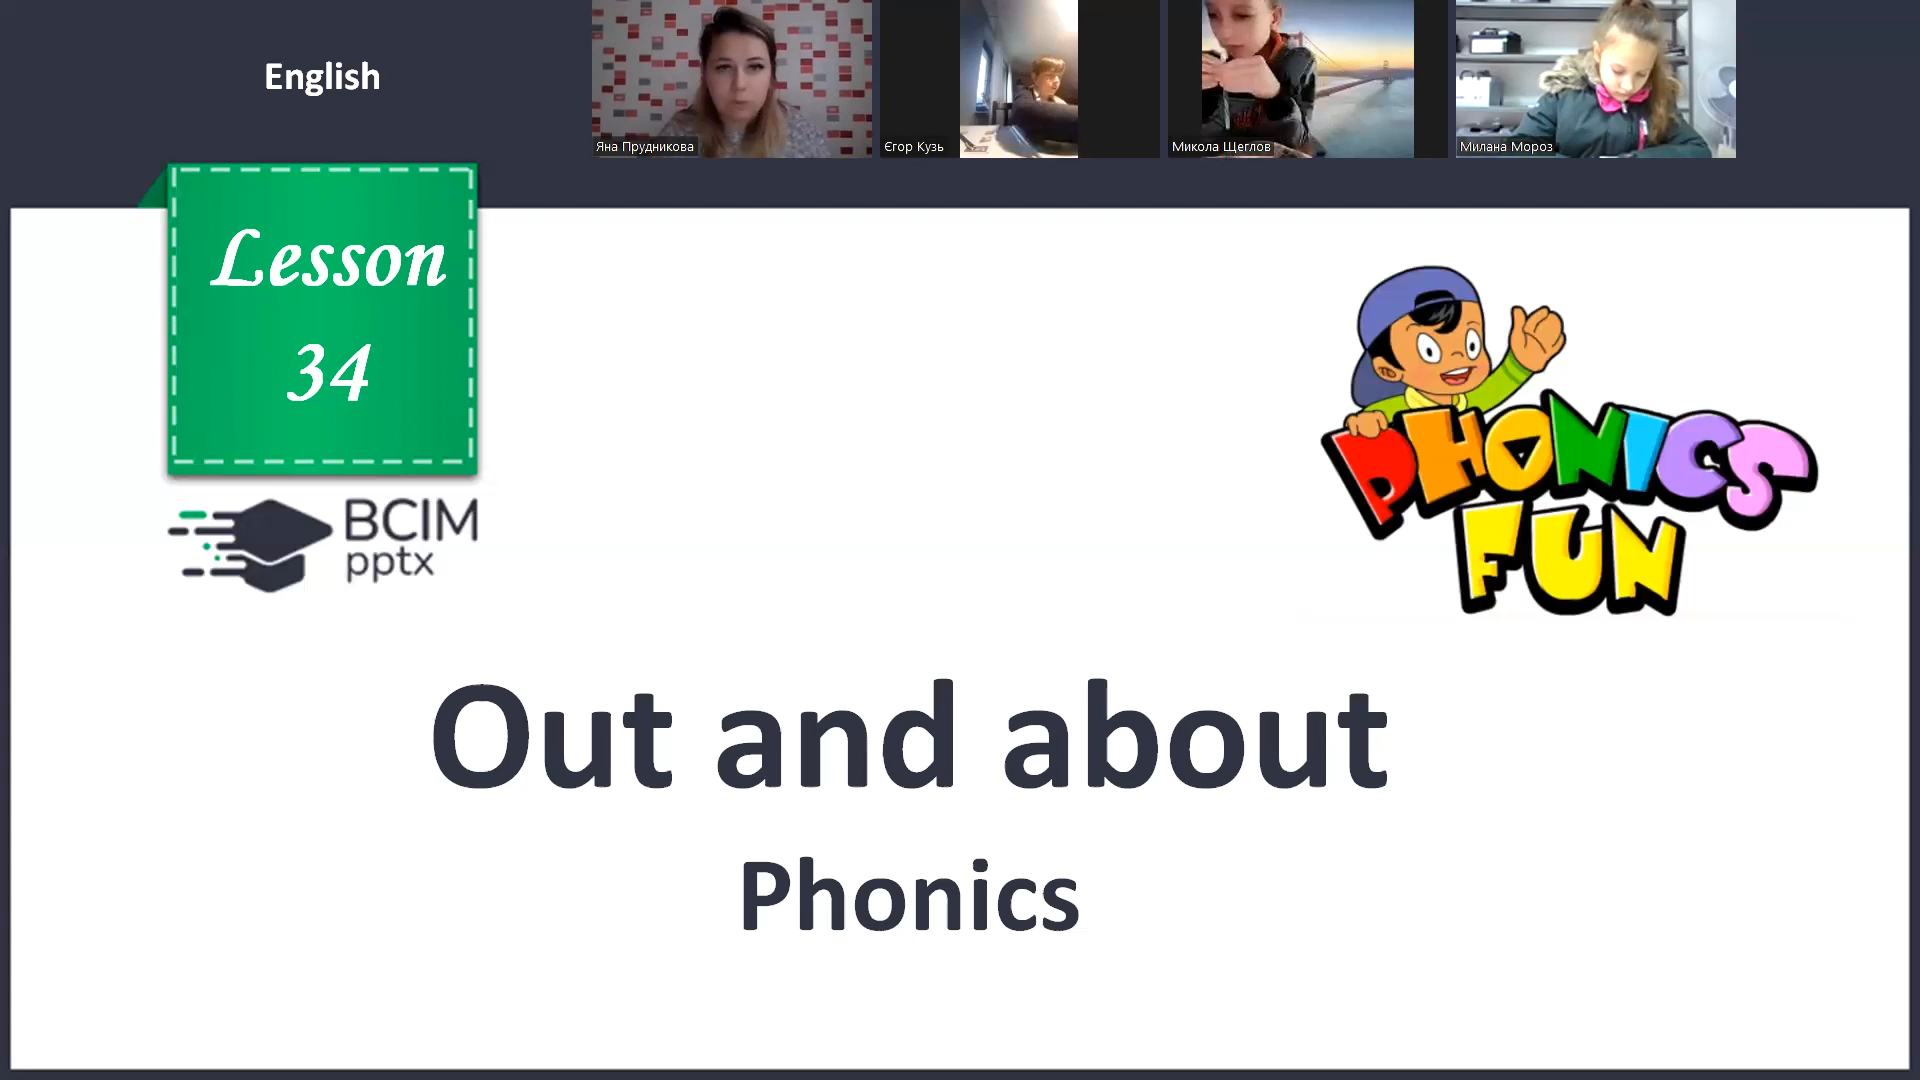 English
Яна Прудникова
Єгор Кузь
Микола Щеглов
Милана Мороз
Lesson
34
BCIM
pptx
PHONICS
FUN
Out and about
Phonics